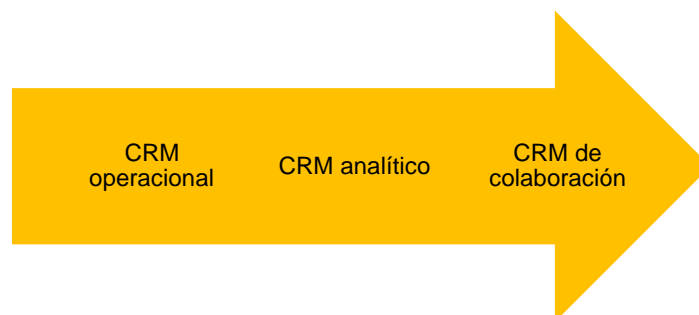 CRM
operacional
CRM analítico
CRM de
colaboración